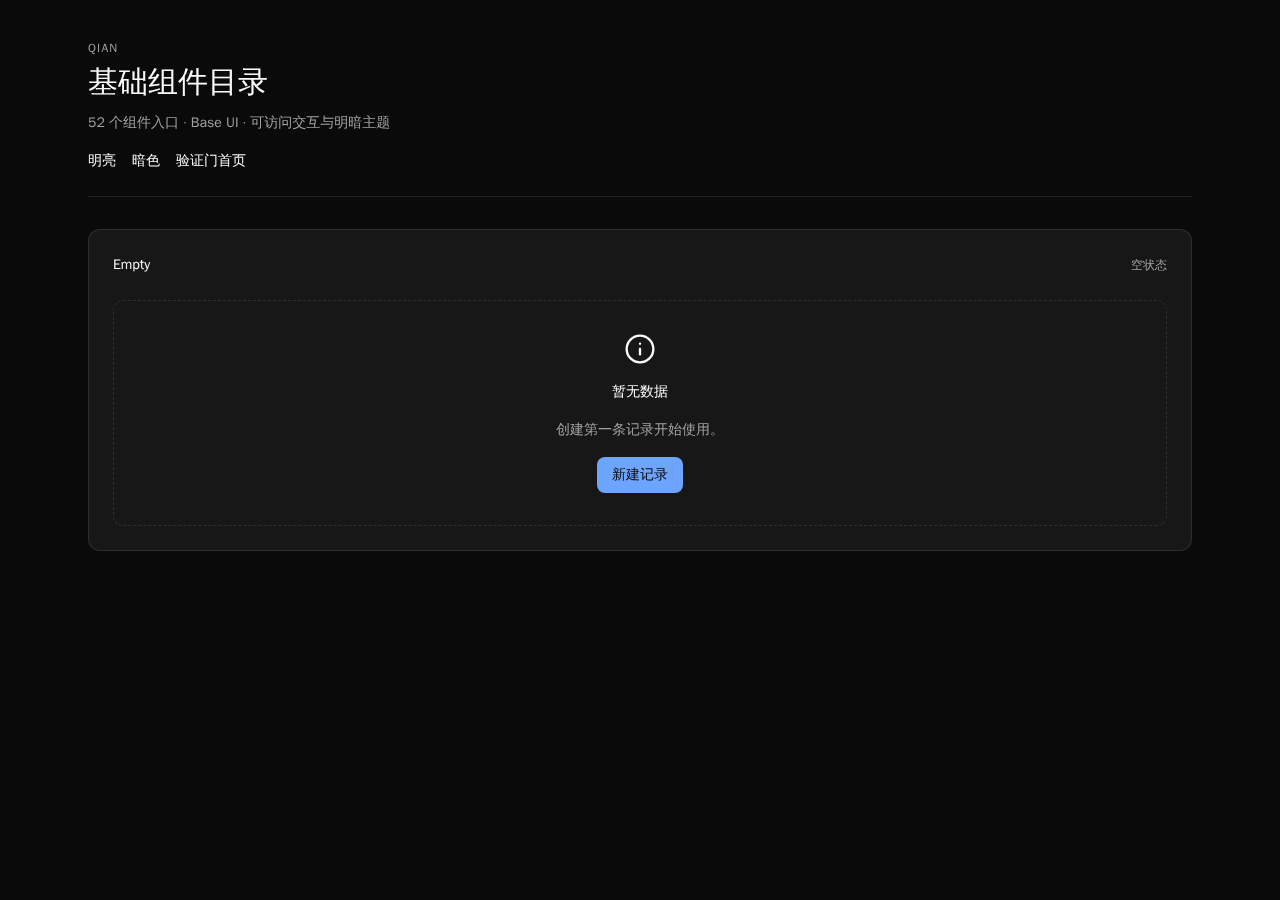 QIAN
基础组件目录
52 个组件入口 · Base UI · 可访问交互与明暗主题
明亮 暗色 验证门首页
Empty 空状态
暂无数据
创建第一条记录开始使用。
新建记录